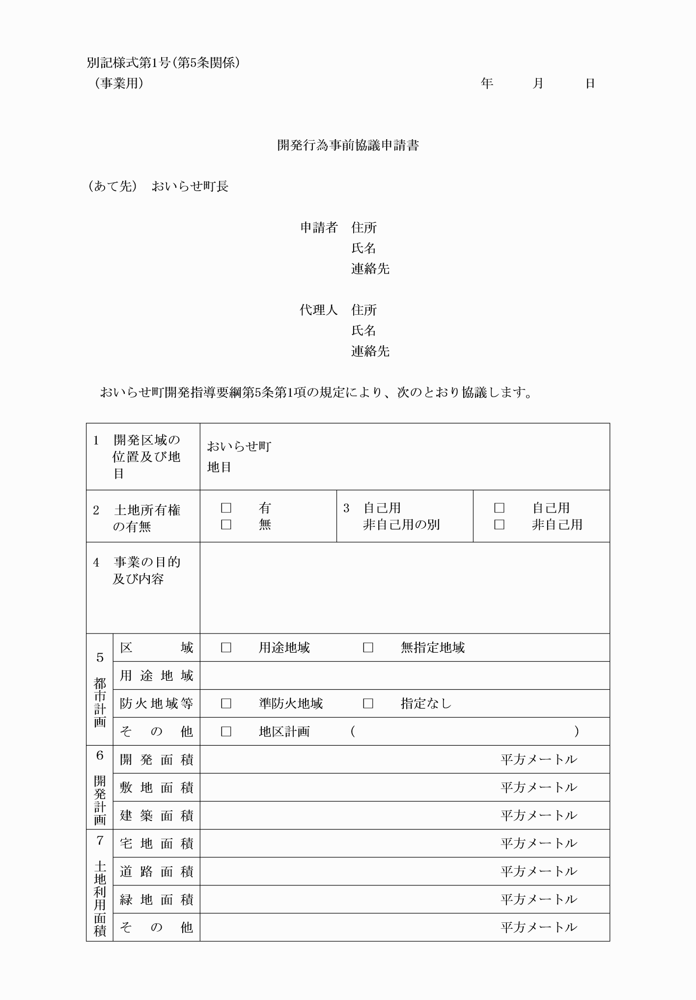 別記様式第1号（第5条関係）
（事業用）　年　月　日
開発行為事前協議申請書
（あて先）　おいらせ町長
申請者　住所
氏名
連絡先
代理人　住所
氏名
連絡先
おいらせ町開発指導要綱第5条第1項の規定により、次のとおり協議します。
1　開発区域の
位置及び地
目
おいらせ町
地目
2　土地所有権
の有無
□　有
□　無
3　自己用
非自己用の別
□　自己用
□　非自己用
4　事業の目的
及び内容
5　都市計画
区域　□　用途地域　□　無指定地域
用途地域
防火地域等　□　準防火地域　□　指定なし
その他　□　地区計画　（　）
6　開発計画
開発面積　平方メートル
敷地面積　平方メートル
建築面積　平方メートル
7　土地利用面積
宅地面積　平方メートル
道路面積　平方メートル
緑地面積　平方メートル
その他　平方メートル